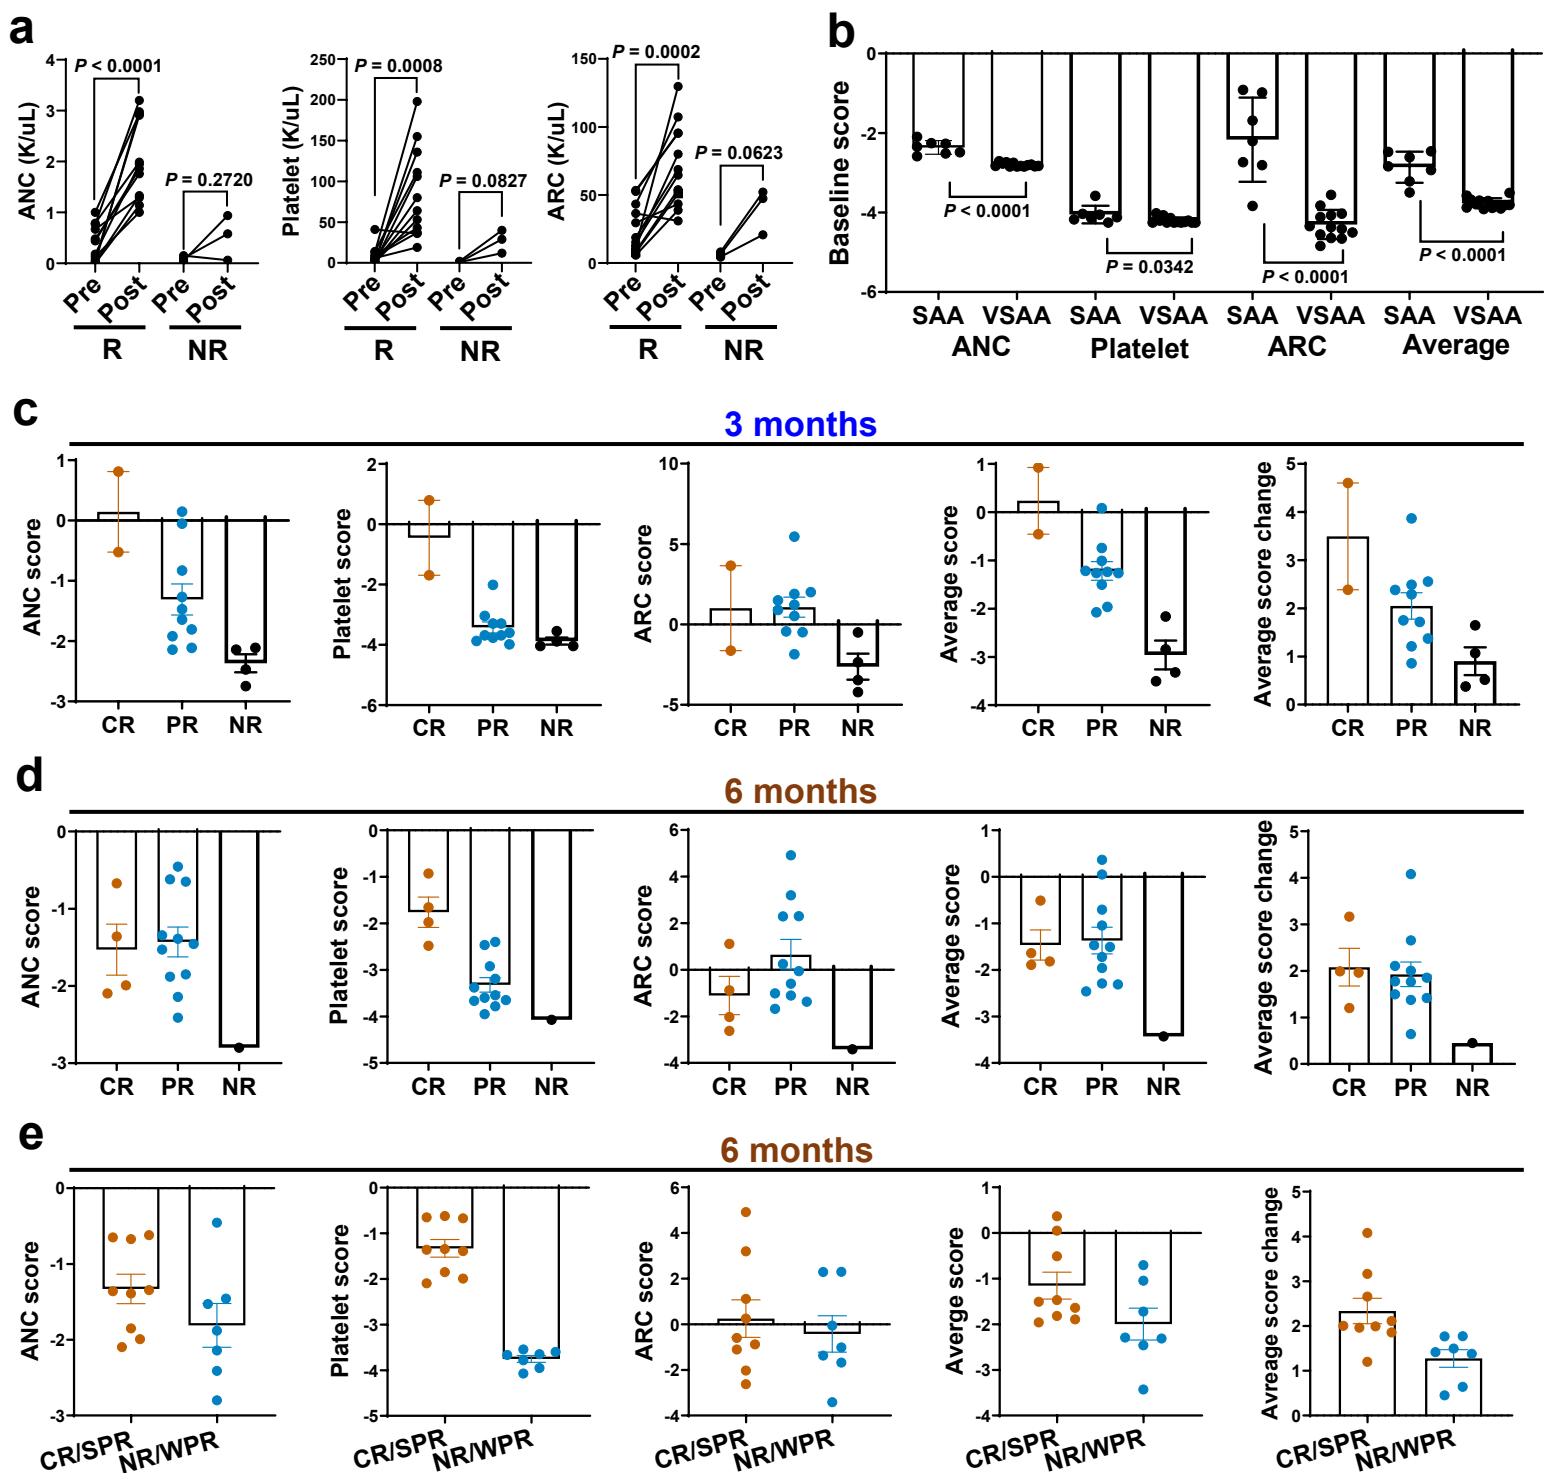 a
ANC (K/uL)
4
3
2
1
0
P < 0.0001
P = 0.2720
Pre
Post
Pre
Post
R
NR
Platelet (K/uL)
250
200
150
100
50
0
P = 0.0008
P = 0.0827
Pre
Post
Pre
Post
R
NR
ARC (K/uL)
150
100
50
0
P = 0.0002
P = 0.0623
Pre
Post
Pre
Post
R
NR
b
Baseline score
0
-2
-4
-6
P < 0.0001
P = 0.0342
P < 0.0001
P < 0.0001
SAA VSAA SAA VSAA SAA VSAA SAA VSAA
ANC Platelet ARC Average
c
3 months
ANC score
1
0
-1
-2
-3
CR PR NR
Platelet score
2
0
-2
-4
-6
CR PR NR
ARC score
10
5
0
-5
CR PR NR
Average score
1
0
-1
-2
-3
-4
CR PR NR
Average score change
5
4
3
2
1
0
CR PR NR
d
6 months
ANC score
0
-1
-2
-3
CR PR NR
Platelet score
0
-1
-2
-3
-4
-5
CR PR NR
ARC score
6
4
2
0
-2
-4
CR PR NR
Average score
1
0
-1
-2
-3
-4
CR PR NR
Average score change
5
4
3
2
1
0
CR PR NR
e
6 months
ANC score
0
-1
-2
-3
CR/SPR
NR/WPR
Platelet score
0
-1
-2
-3
-4
-5
CR/SPR
NR/WPR
ARC score
6
4
2
0
-2
-4
CR/SPR
NR/WPR
Averge score
1
0
-1
-2
-3
-4
CR/SPR
NR/WPR
Avreage score change
5
4
3
2
1
0
CR/SPR
NR/WPR